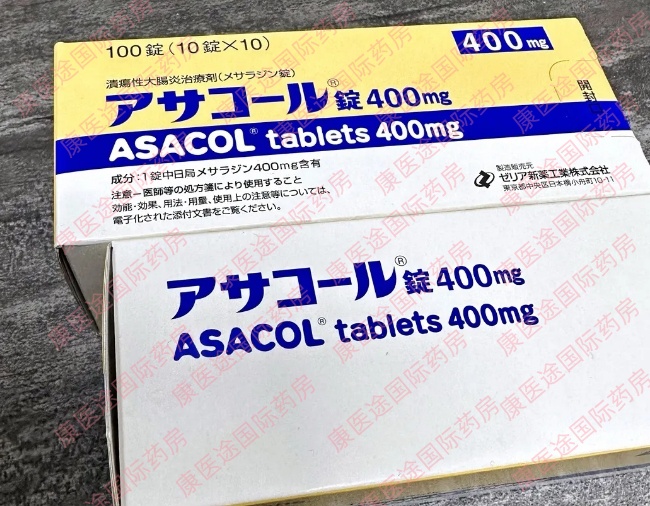 100錠(10錠×10)
400mg
潰瘍性大腸炎治療剤(メサラジン錠)
アサコール®錠400mg
開封
ASACOL® tablets 400mg
成分:1錠中日局メサラジン400mg含有
注意-医師等の処方箋により使用すること
効能・効果、用法・用量、使用上の注意等については、
電子化された添付文書をご覧ください。
製造販売元
ゼリア新薬工業株式会社
東京都中央区日本橋小舟町10-11
アサコール®錠400mg
ASACOL® tablets 400mg
康医途国际药房